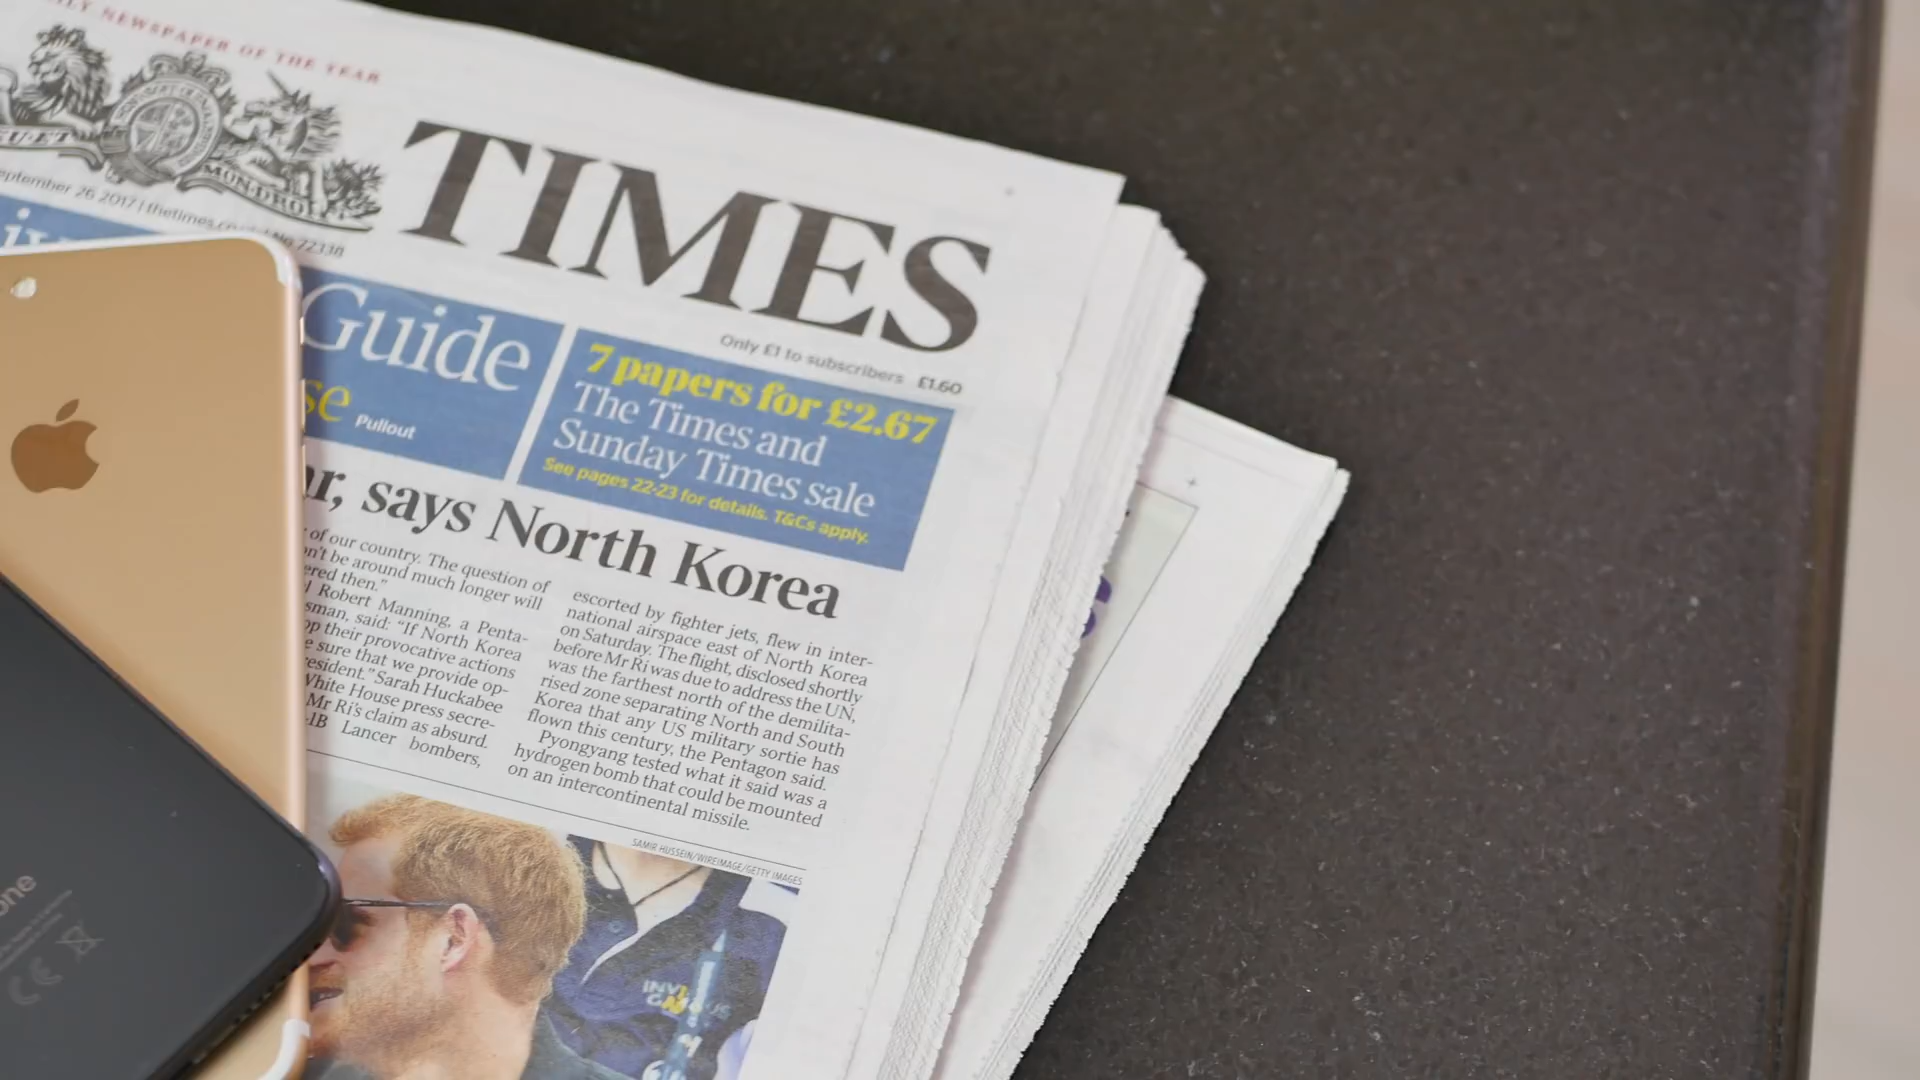 NEWSPAPER OF THE YEAR
TIMES
September 26 2017 | thetimes.co.uk | No 72338
Only £1 to subscribers £1.60
Guide
Pullout
7 papers for £2.67
The Times and
Sunday Times sale
See pages 22-23 for details. T&Cs apply.
says North Korea
of our country. The question of
be around much longer will
then.”
Robert Manning, a Penta-
said: “If North Korea
their provocative actions
sure that we provide op-
Sarah Huckabee
White House press secre-
Mr Ri’s claim as absurd.
Lancer bombers,
escorted by fighter jets, flew in inter-
national airspace east of North Korea
on Saturday. The flight, disclosed shortly
before Mr Ri was due to address the UN,
was the farthest north of the demilita-
rised zone separating North and South
Korea that any US military sortie has
flown this century, the Pentagon said.
Pyongyang tested what it said was a
hydrogen bomb that could be mounted
on an intercontinental missile.
SAMIR HUSSEIN/WIREIMAGE/GETTY IMAGES